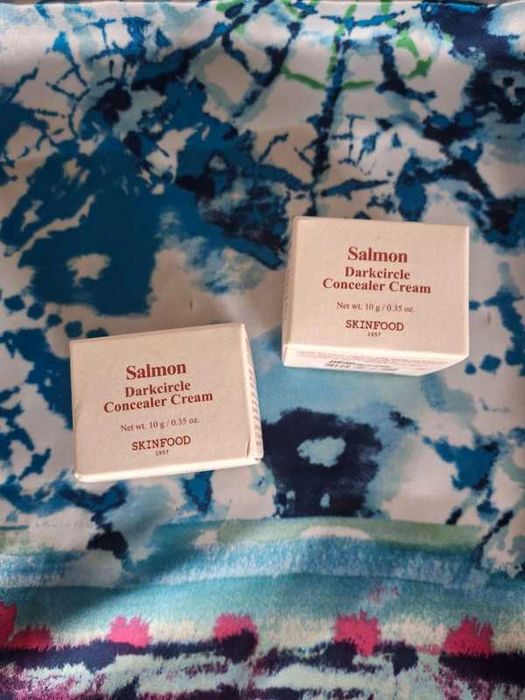 Salmon
Darkcircle
Concealer Cream
Net wt. 10 g / 0.35 oz.
SKINFOOD
1957
Salmon
Darkcircle
Concealer Cream
Net wt. 10 g / 0.35 oz.
SKINFOOD
1957